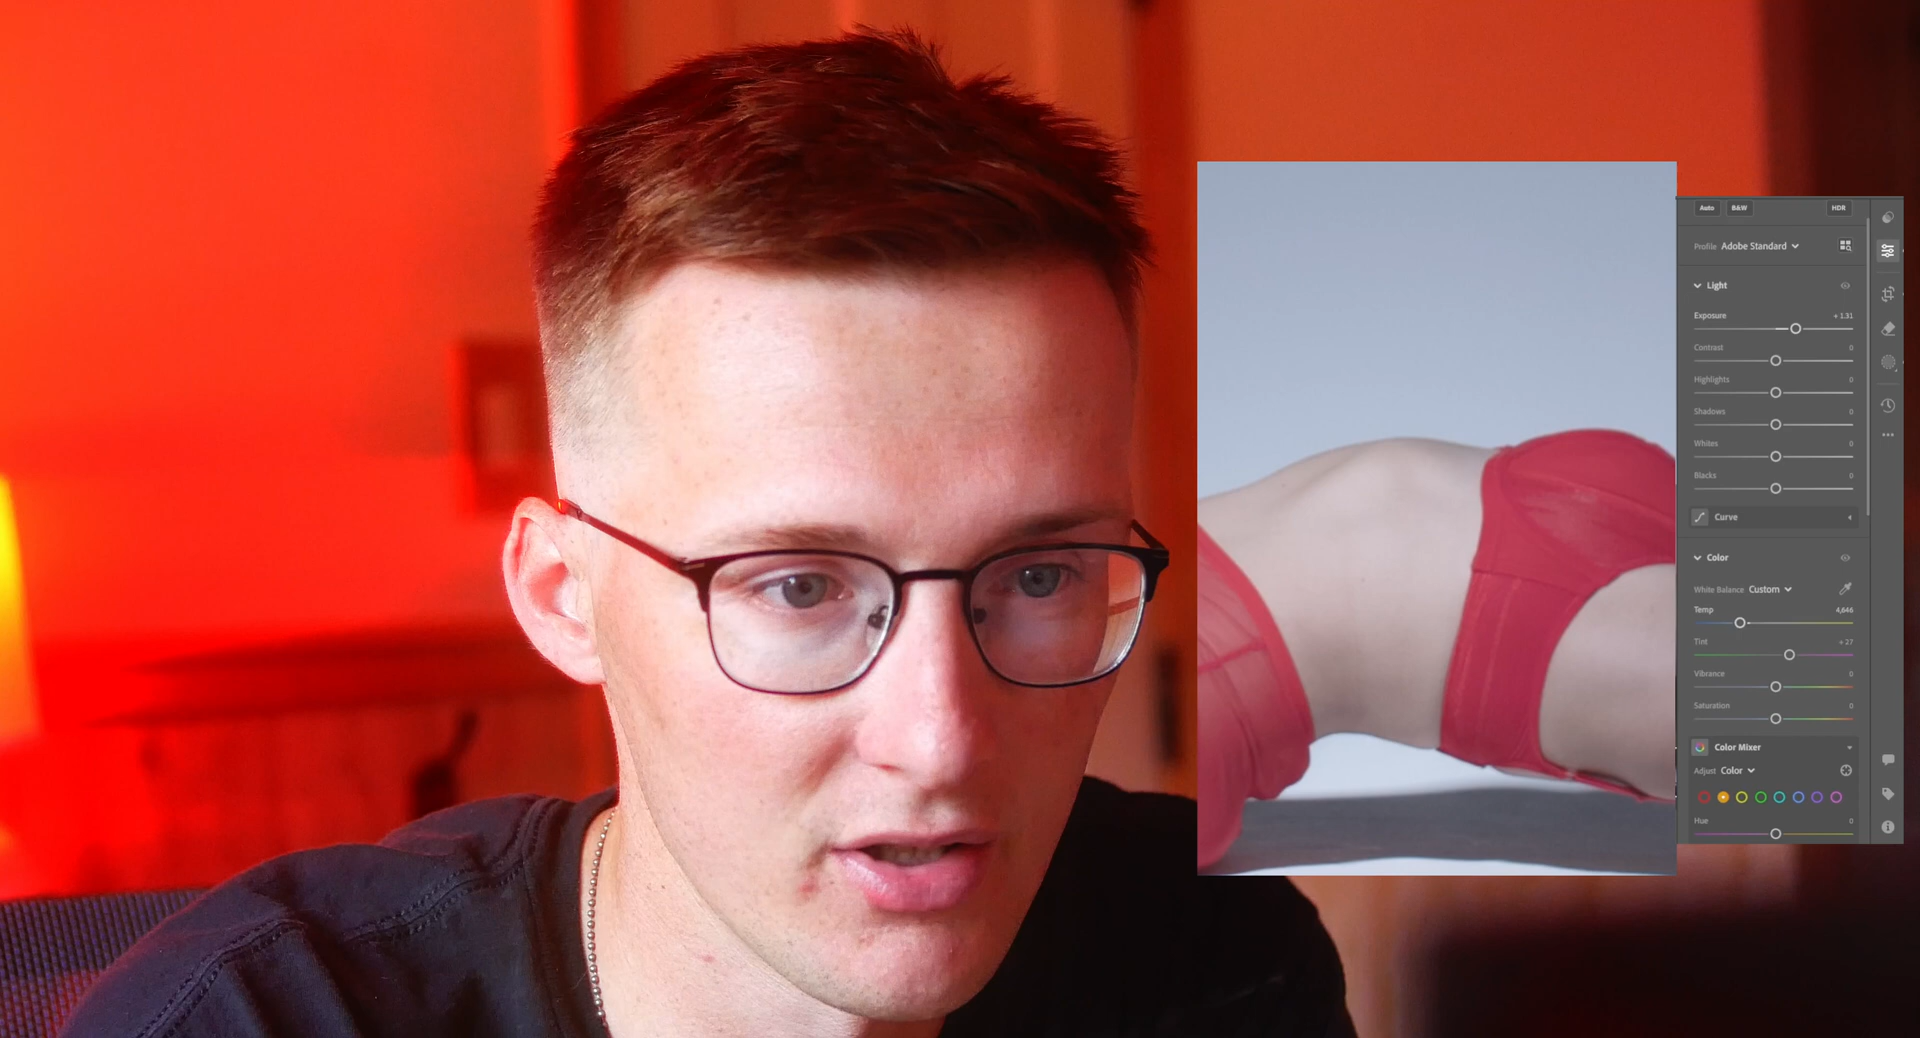 Auto B&W HDR
Profile Adobe Standard
Light
Exposure + 1.31
Contrast 0
Highlights 0
Shadows 0
Whites 0
Blacks 0
Curve
Color
White Balance Custom
Temp 4,646
Tint + 27
Vibrance 0
Saturation 0
Color Mixer
Adjust Color
Hue 0